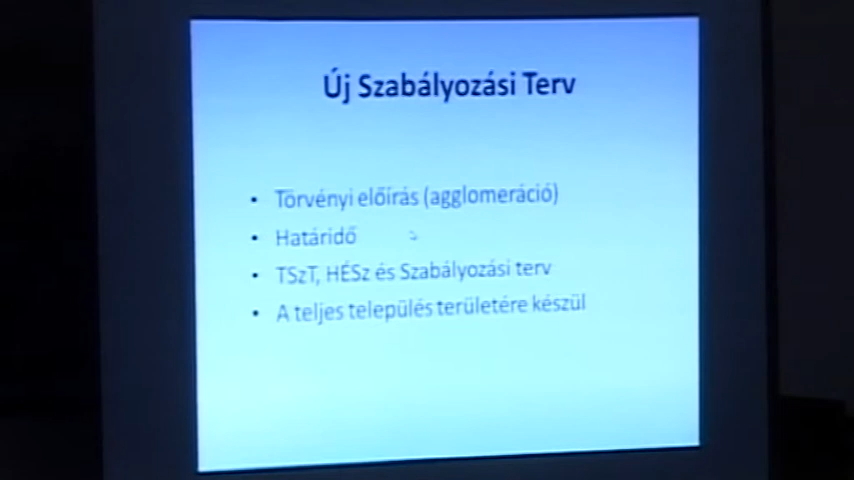 Új Szabályozási Terv
• Törvényi előírás (agglomeráció)
• Határidő
• TSzT, HÉSz és Szabályozási terv
• A teljes település területére készül